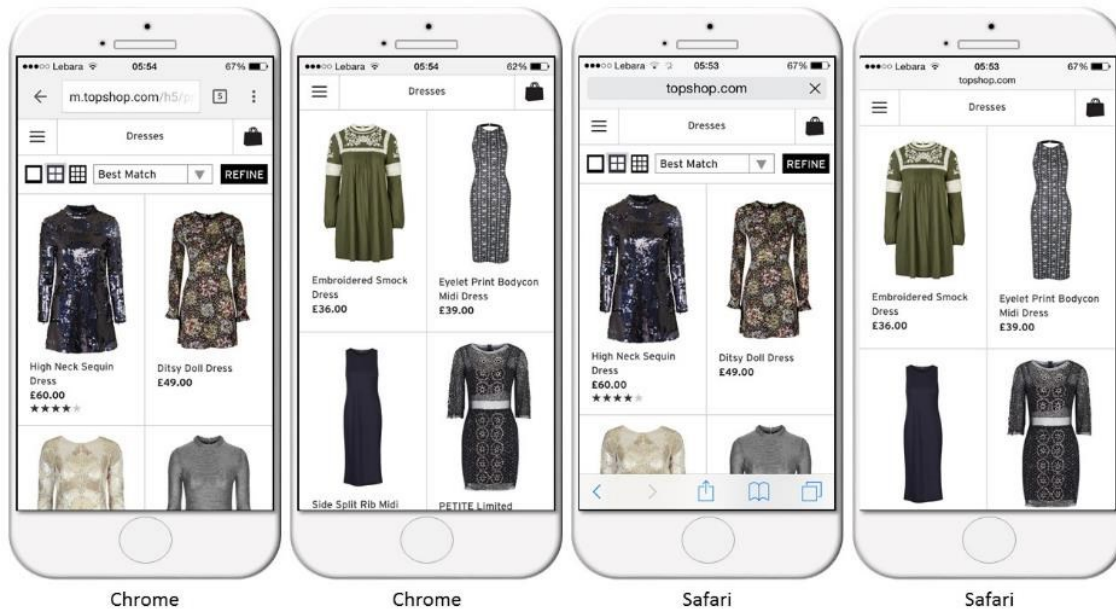 ●●●○○ Lebara 05:54 67%
m.topshop.com/h5/p 5
Dresses
Best Match REFINE
High Neck Sequin
Dress
£60.00
Ditsy Doll Dress
£49.00
Chrome
●●●○○ Lebara 05:54 62%
Dresses
Embroidered Smock
Dress
£36.00
Eyelet Print Bodycon
Midi Dress
£39.00
Side Split Rib Midi
PETITE Limited
Chrome
●●●○○ Lebara 05:53 67%
topshop.com
Dresses
Best Match REFINE
High Neck Sequin
Dress
£60.00
Ditsy Doll Dress
£49.00
Safari
●●●○○ Lebara 05:53 67%
topshop.com
Dresses
Embroidered Smock
Dress
£36.00
Eyelet Print Bodycon
Midi Dress
£39.00
Safari